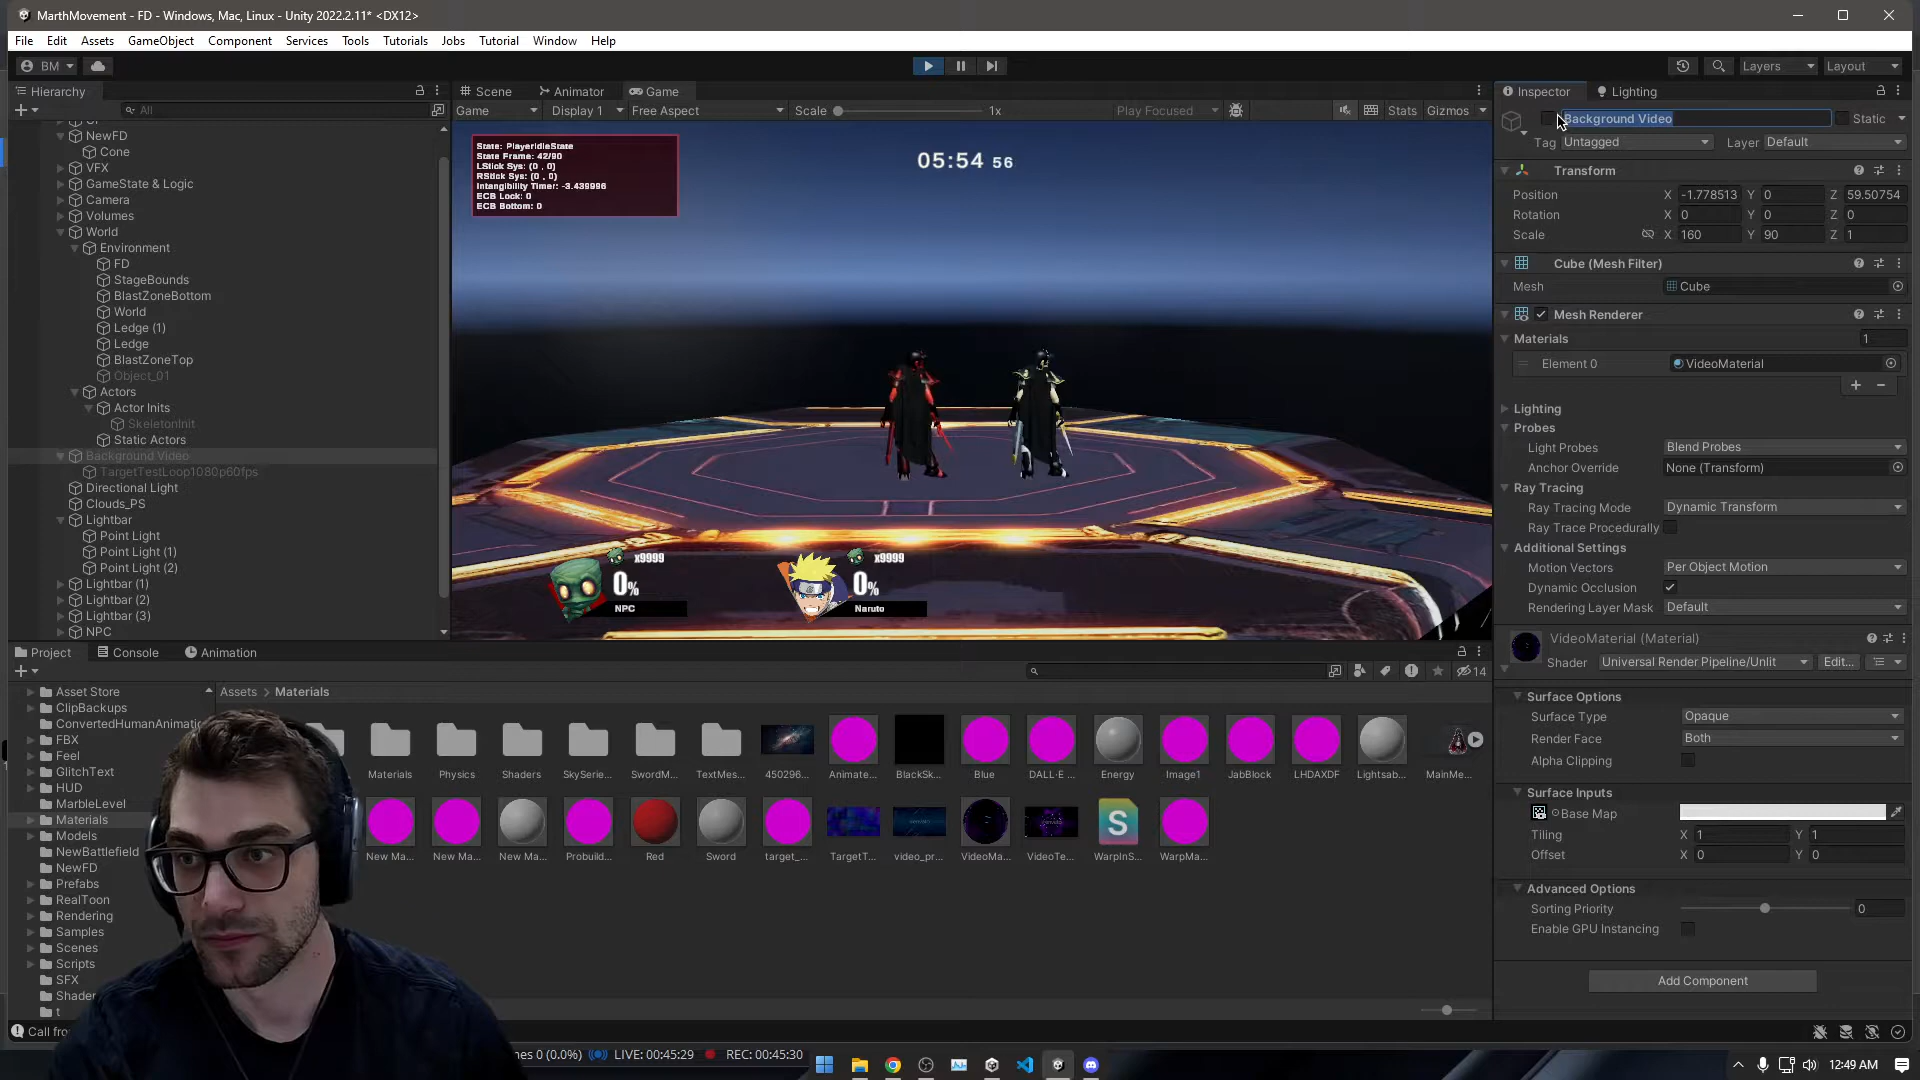 MarthMovement - FD - Windows, Mac, Linux - Unity 2022.2.11* <DX12>
File Edit Assets GameObject Component Services Tools Tutorials Jobs Tutorial Window Help
BM
Layers Layout
Hierarchy
Scene Animator Game
Inspector Lighting
All
Game Display 1 Free Aspect Scale 1x Play Focused Stats Gizmos
Background Video Static
Tag Untagged Layer Default
NewFD
Cone
VFX
GameState & Logic
Camera
Volumes
World
Environment
FD
StageBounds
BlastZoneBottom
World
Ledge (1)
Ledge
BlastZoneTop
Object_01
Actors
Actor Inits
SkeletonInit
Static Actors
Background Video
TargetTestLoop1080p60fps
Directional Light
Clouds_PS
Lightbar
Point Light
Point Light (1)
Point Light (2)
Lightbar (1)
Lightbar (2)
Lightbar (3)
NPC
State: PlayerIdleState
State Frame: 42/90
LStick Sys: (0 , 0)
RStick Sys: (0 , 0)
Intangibility Timer: -3.439996
ECB Lock: 0
ECB Bottom: 0
05:54 56
x9999
0%
NPC
x9999
0%
Naruto
Transform
Position X -1.778513 Y 0 Z 59.50754
Rotation X 0 Y 0 Z 0
Scale X 160 Y 90 Z 1
Cube (Mesh Filter)
Mesh Cube
Mesh Renderer
Materials 1
Element 0 VideoMaterial
Lighting
Probes
Light Probes Blend Probes
Anchor Override None (Transform)
Ray Tracing
Ray Tracing Mode Dynamic Transform
Ray Trace Procedurally
Additional Settings
Motion Vectors Per Object Motion
Dynamic Occlusion
Rendering Layer Mask Default
VideoMaterial (Material)
Shader Universal Render Pipeline/Unlit Edit...
Surface Options
Surface Type Opaque
Render Face Both
Alpha Clipping
Surface Inputs
Base Map
Tiling X 1 Y 1
Offset X 0 Y 0
Advanced Options
Sorting Priority 0
Enable GPU Instancing
Add Component
Project Console Animation
14
Asset Store
ClipBackups
ConvertedHumanAnimatio
FBX
Feel
GlitchText
HUD
MarbleLevel
Materials
Models
NewBattlefield
NewFD
Prefabs
RealToon
Rendering
Samples
Scenes
Scripts
SFX
Shader
t
Assets > Materials
Materials Physics Shaders SkySerie... SwordM... TextMes... 450296... Animate... BlackSk... Blue DALL·E ... Energy Image1 JabBlock LHDAXDF Lightsab... MainMe...
New Ma... New Ma... New Ma... Probuild... Red Sword target_... TargetT... video_pr... VideoMa... VideoTe... WarpInS... WarpMa...
S
Call fro
nes 0 (0.0%) LIVE: 00:45:29 REC: 00:45:30
12:49 AM